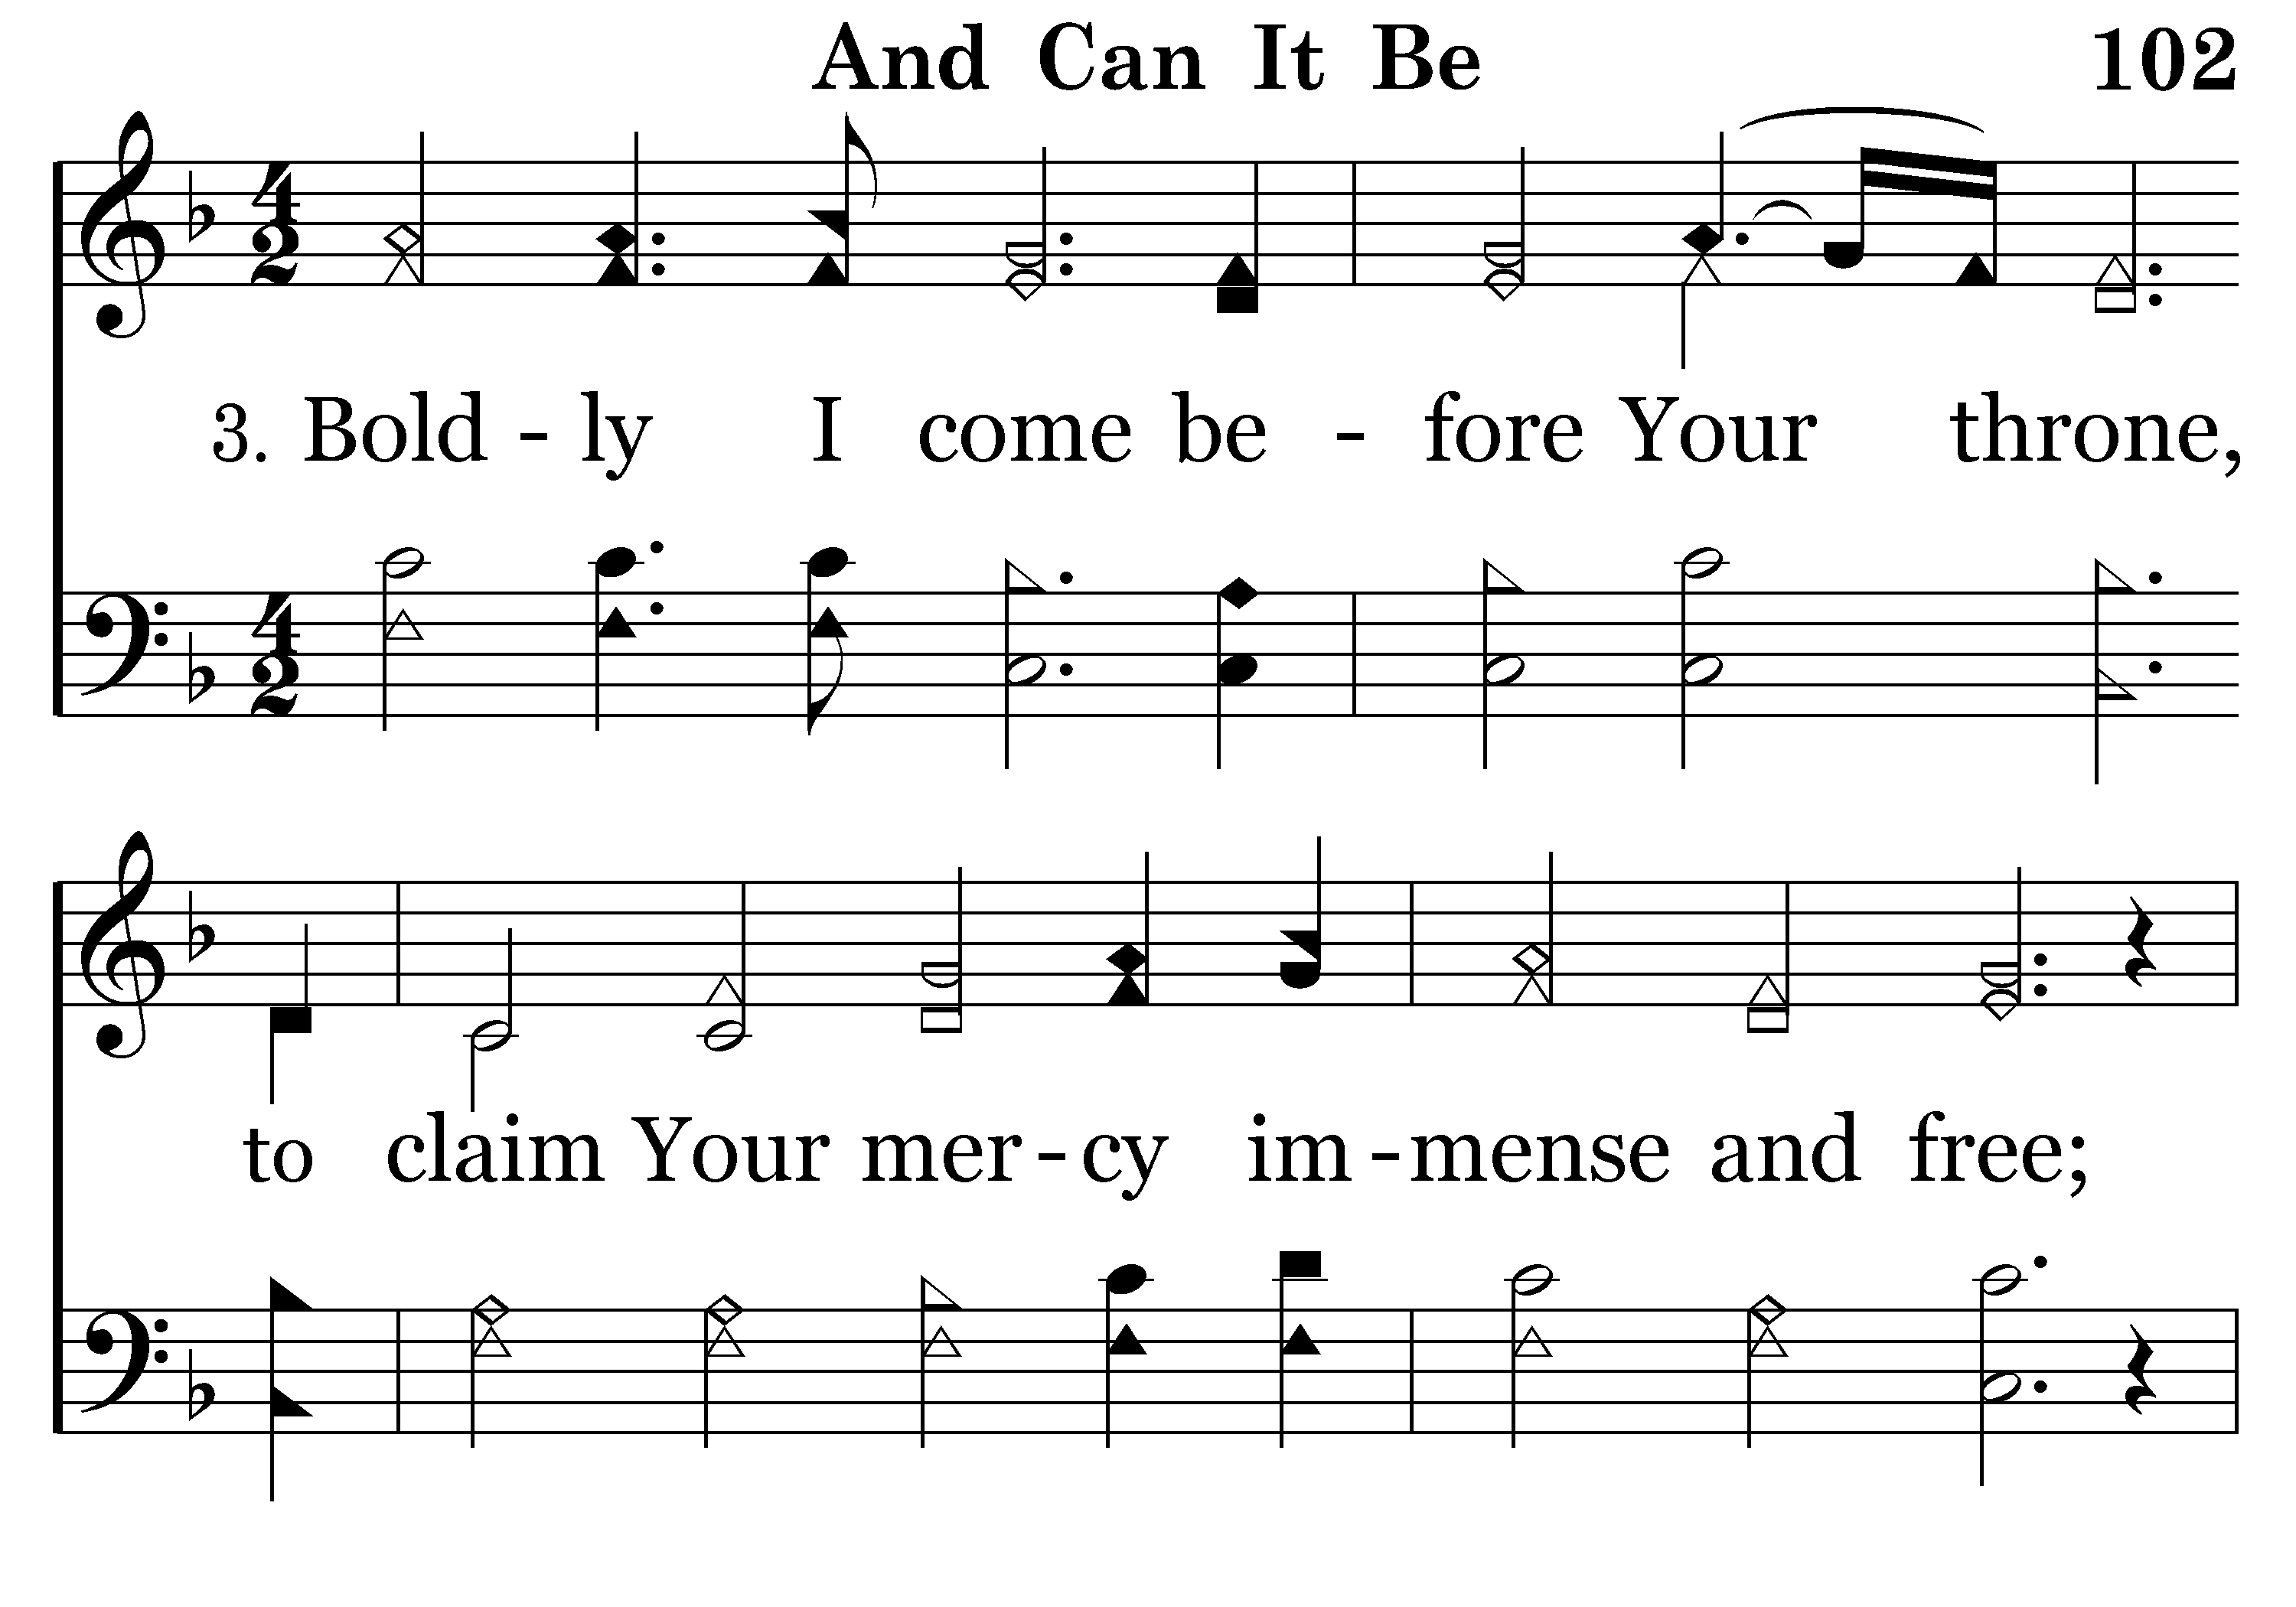 And Can It Be 102
3. Bold - ly I come be - fore Your throne,
to claim Your mer - cy im - mense and free;